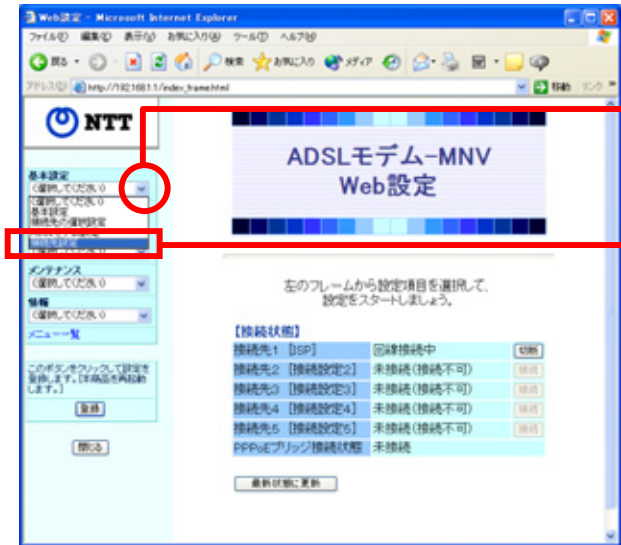 Web設定 - Microsoft Internet Explorer
ファイル(F) 編集(E) 表示(V) お気に入り(A) ツール(T) ヘルプ(H)
戻る 検索 お気に入り メディア
アドレス(D) http://192.168.1.1/index_frame.html 移動 リンク
NTT
ADSLモデム-MNV
Web設定
基本設定
(選択してください)
(選択してください)
基本設定
接続先の選択設定
接続先設定
(選択してください)
メンテナンス
(選択してください)
情報
(選択してください)
メニュー一覧
このボタンをクリックして設定を
登録します。【本商品を再起動
します。】
登録
閉じる
左のフレームから設定項目を選択して、
設定をスタートしましょう。
【接続状態】
接続先1 [ISP] 回線接続中 切断
接続先2 [接続設定2] 未接続(接続不可) 接続
接続先3 [接続設定3] 未接続(接続不可) 接続
接続先4 [接続設定4] 未接続(接続不可) 接続
接続先5 [接続設定5] 未接続(接続不可) 接続
PPPoEブリッジ接続状態 未接続
最新状態に更新